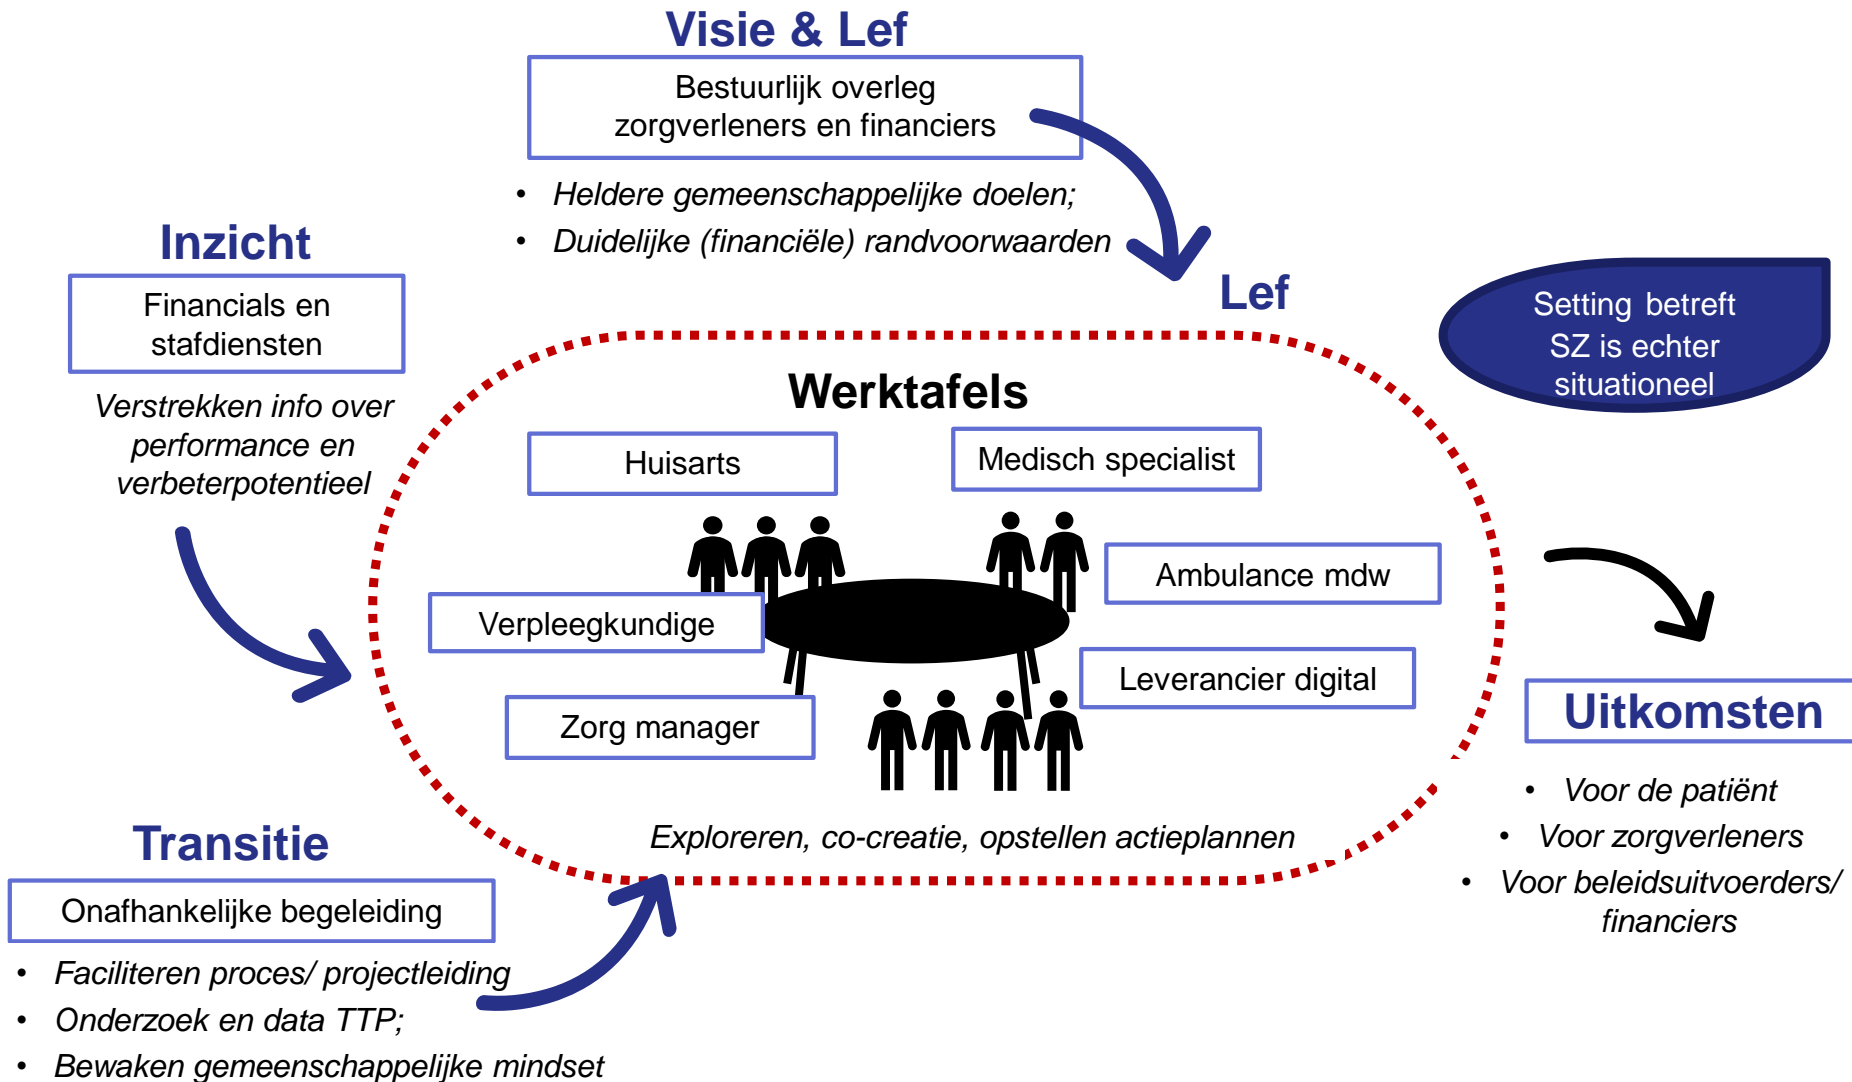 Visie & Lef
Bestuurlijk overleg
zorgverleners en financiers
• Heldere gemeenschappelijke doelen;
• Duidelijke (financiële) randvoorwaarden
Inzicht
Financials en
stafdiensten
Verstrekken info over
performance en
verbeterpotentieel
Lef
Setting betreft
SZ is echter
situationeel
Werktafels
Huisarts
Medisch specialist
Ambulance mdw
Verpleegkundige
Leverancier digital
Zorg manager
Exploreren, co-creatie, opstellen actieplannen
Uitkomsten
• Voor de patiënt
• Voor zorgverleners
• Voor beleidsuitvoerders/
financiers
Transitie
Onafhankelijke begeleiding
• Faciliteren proces/ projectleiding
• Onderzoek en data TTP;
• Bewaken gemeenschappelijke mindset